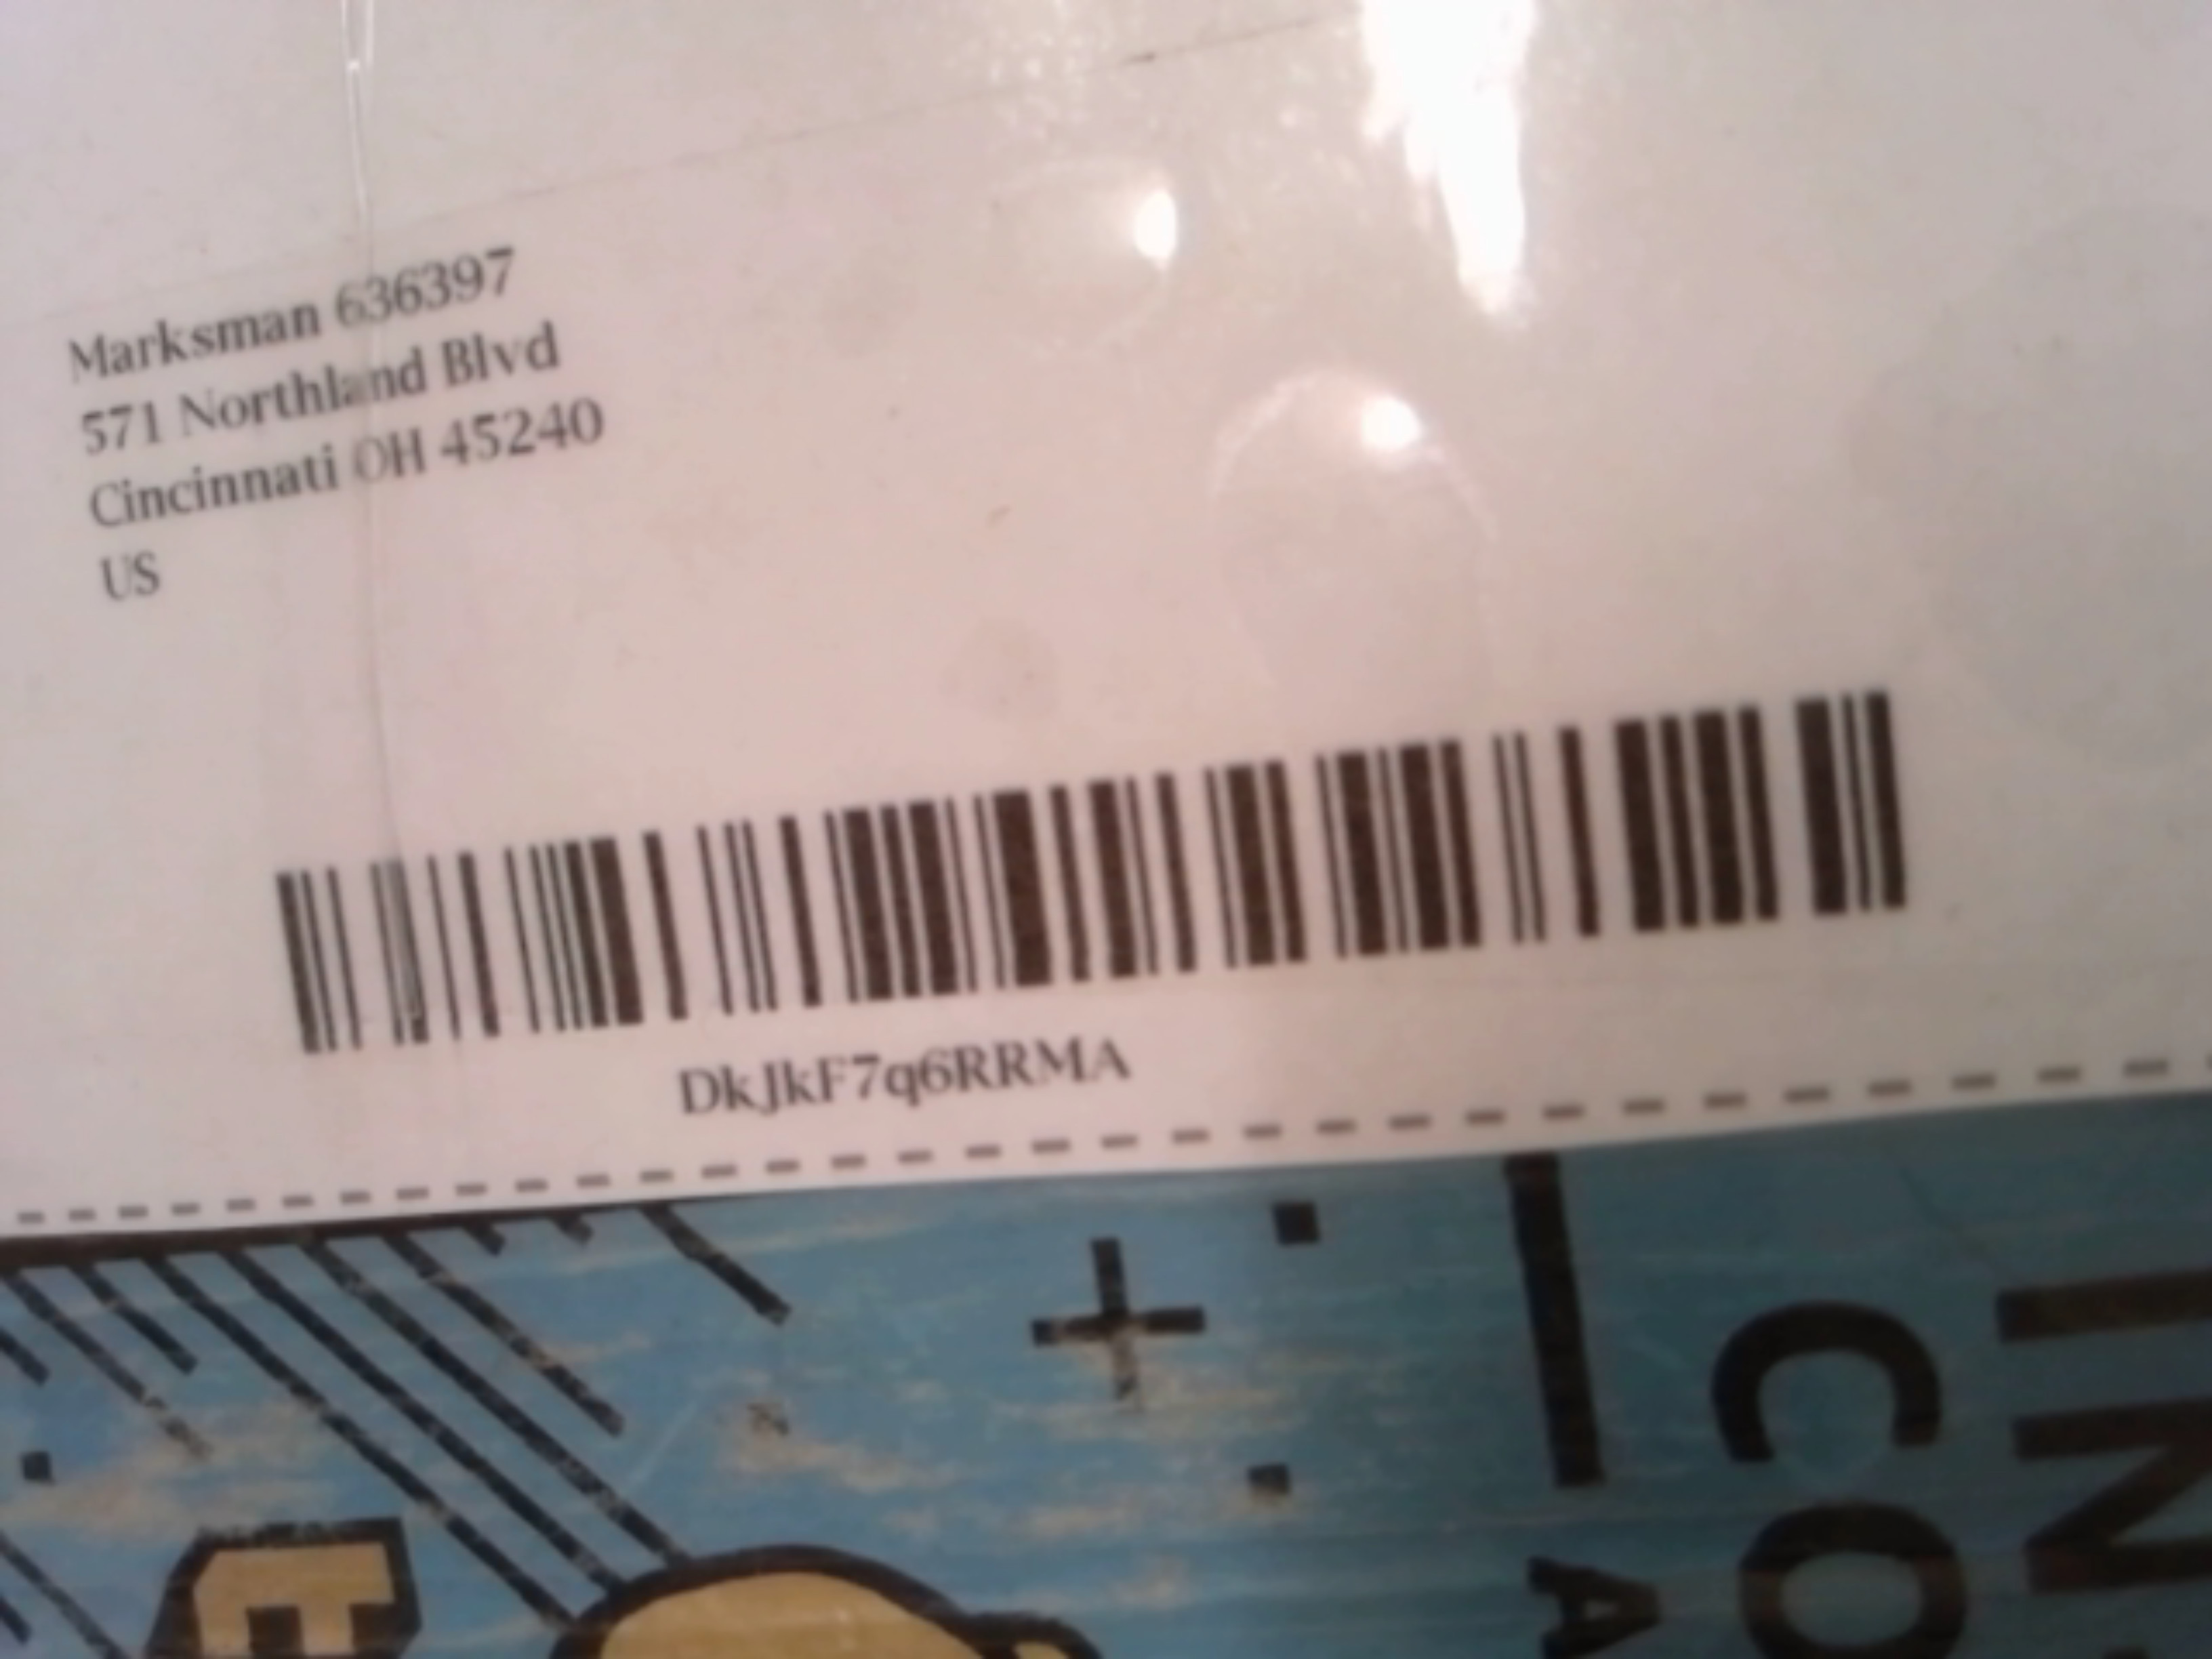 Marksman 636397
571 Northland Blvd
Cincinnati OH 45240
US
DkJkF7q6RRMA